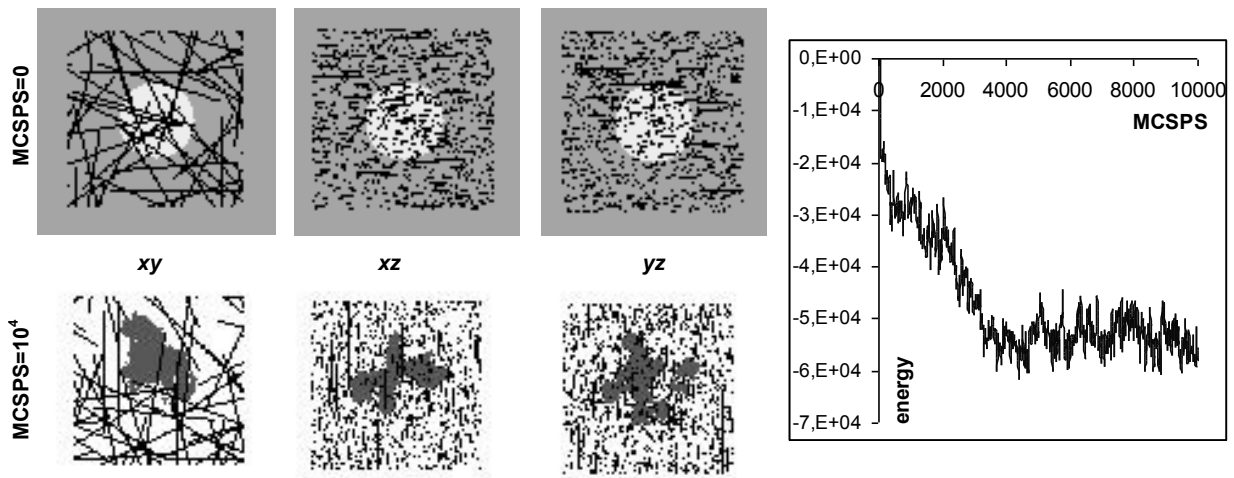 MCSPS=0
xy
xz
yz
MCSPS=10⁴
0,E+00
-1,E+04
-2,E+04
-3,E+04
-4,E+04
-5,E+04
-6,E+04
-7,E+04
0 2000 4000 6000 8000 10000
MCSPS
energy